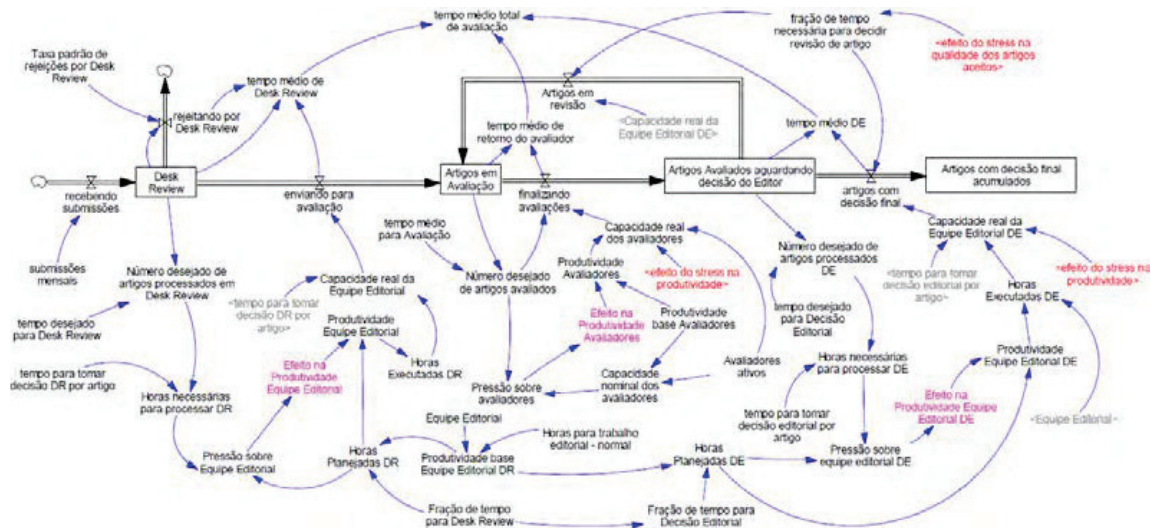 tempo médio total
de avaliação
fração de tempo
necessária para decidir
revisão de artigo
<efeito do stress na
qualidade dos artigos
aceitos>
Taxa padrão de
rejeições por Desk
Review
tempo médio de
Desk Review
rejeitando por
Desk Review
Artigos em
revisão
<Capacidade real da
Equipe Editorial DE>
tempo médio de
retorno do avaliador
tempo médio DE
Desk
Review
Artigos em
Avaliação
Artigos Avaliados aguardando
decisão do Editor
Artigos com decisão final
acumulados
recebendo
submissões
enviando para
avaliação
finalizando
avaliações
artigos com
decisão final
submissões
mensais
Número desejado de
artigos processados em
Desk Review
tempo desejado
para Desk Review
tempo para tomar
decisão DR por artigo
Horas necessárias
para processar DR
Pressão sobre
Equipe Editorial
Capacidade real da
Equipe Editorial
<tempo para tomar
decisão DR por
artigo>
Produtividade
Equipe Editorial
Efeito na
Produtividade
Equipe Editorial
Horas
Executadas DR
tempo médio
para Avaliação
Número desejado
de artigos avaliados
Capacidade real
dos avaliadores
Produtividade
Avaliadores
<efeito do stress na
produtividade>
Efeito na
Produtividade
Avaliadores
Produtividade
base Avaliadores
Avaliadores
ativos
Pressão sobre
avaliadores
Capacidade
nominal dos
avaliadores
Equipe Editorial
Horas para trabalho
editorial - normal
Horas
Planejadas DR
Produtividade base
Equipe Editorial DR
Fração de tempo
para Desk Review
Horas
Planejadas DE
Fração de tempo para
Decisão Editorial
Número desejado de
artigos processados
DE
tempo desejado
para Decisão
Editorial
Horas necessárias
para processar DE
tempo para tomar
decisão editorial por
artigo
Pressão sobre
equipe editorial DE
Capacidade real da
Equipe Editorial DE
<tempo para tomar
decisão editorial por
artigo>
<efeito do stress na
produtividade>
Horas
Executadas DE
Produtividade
Equipe Editorial DE
Efeito na
Produtividade Equipe
Editorial DE
<Equipe Editorial>